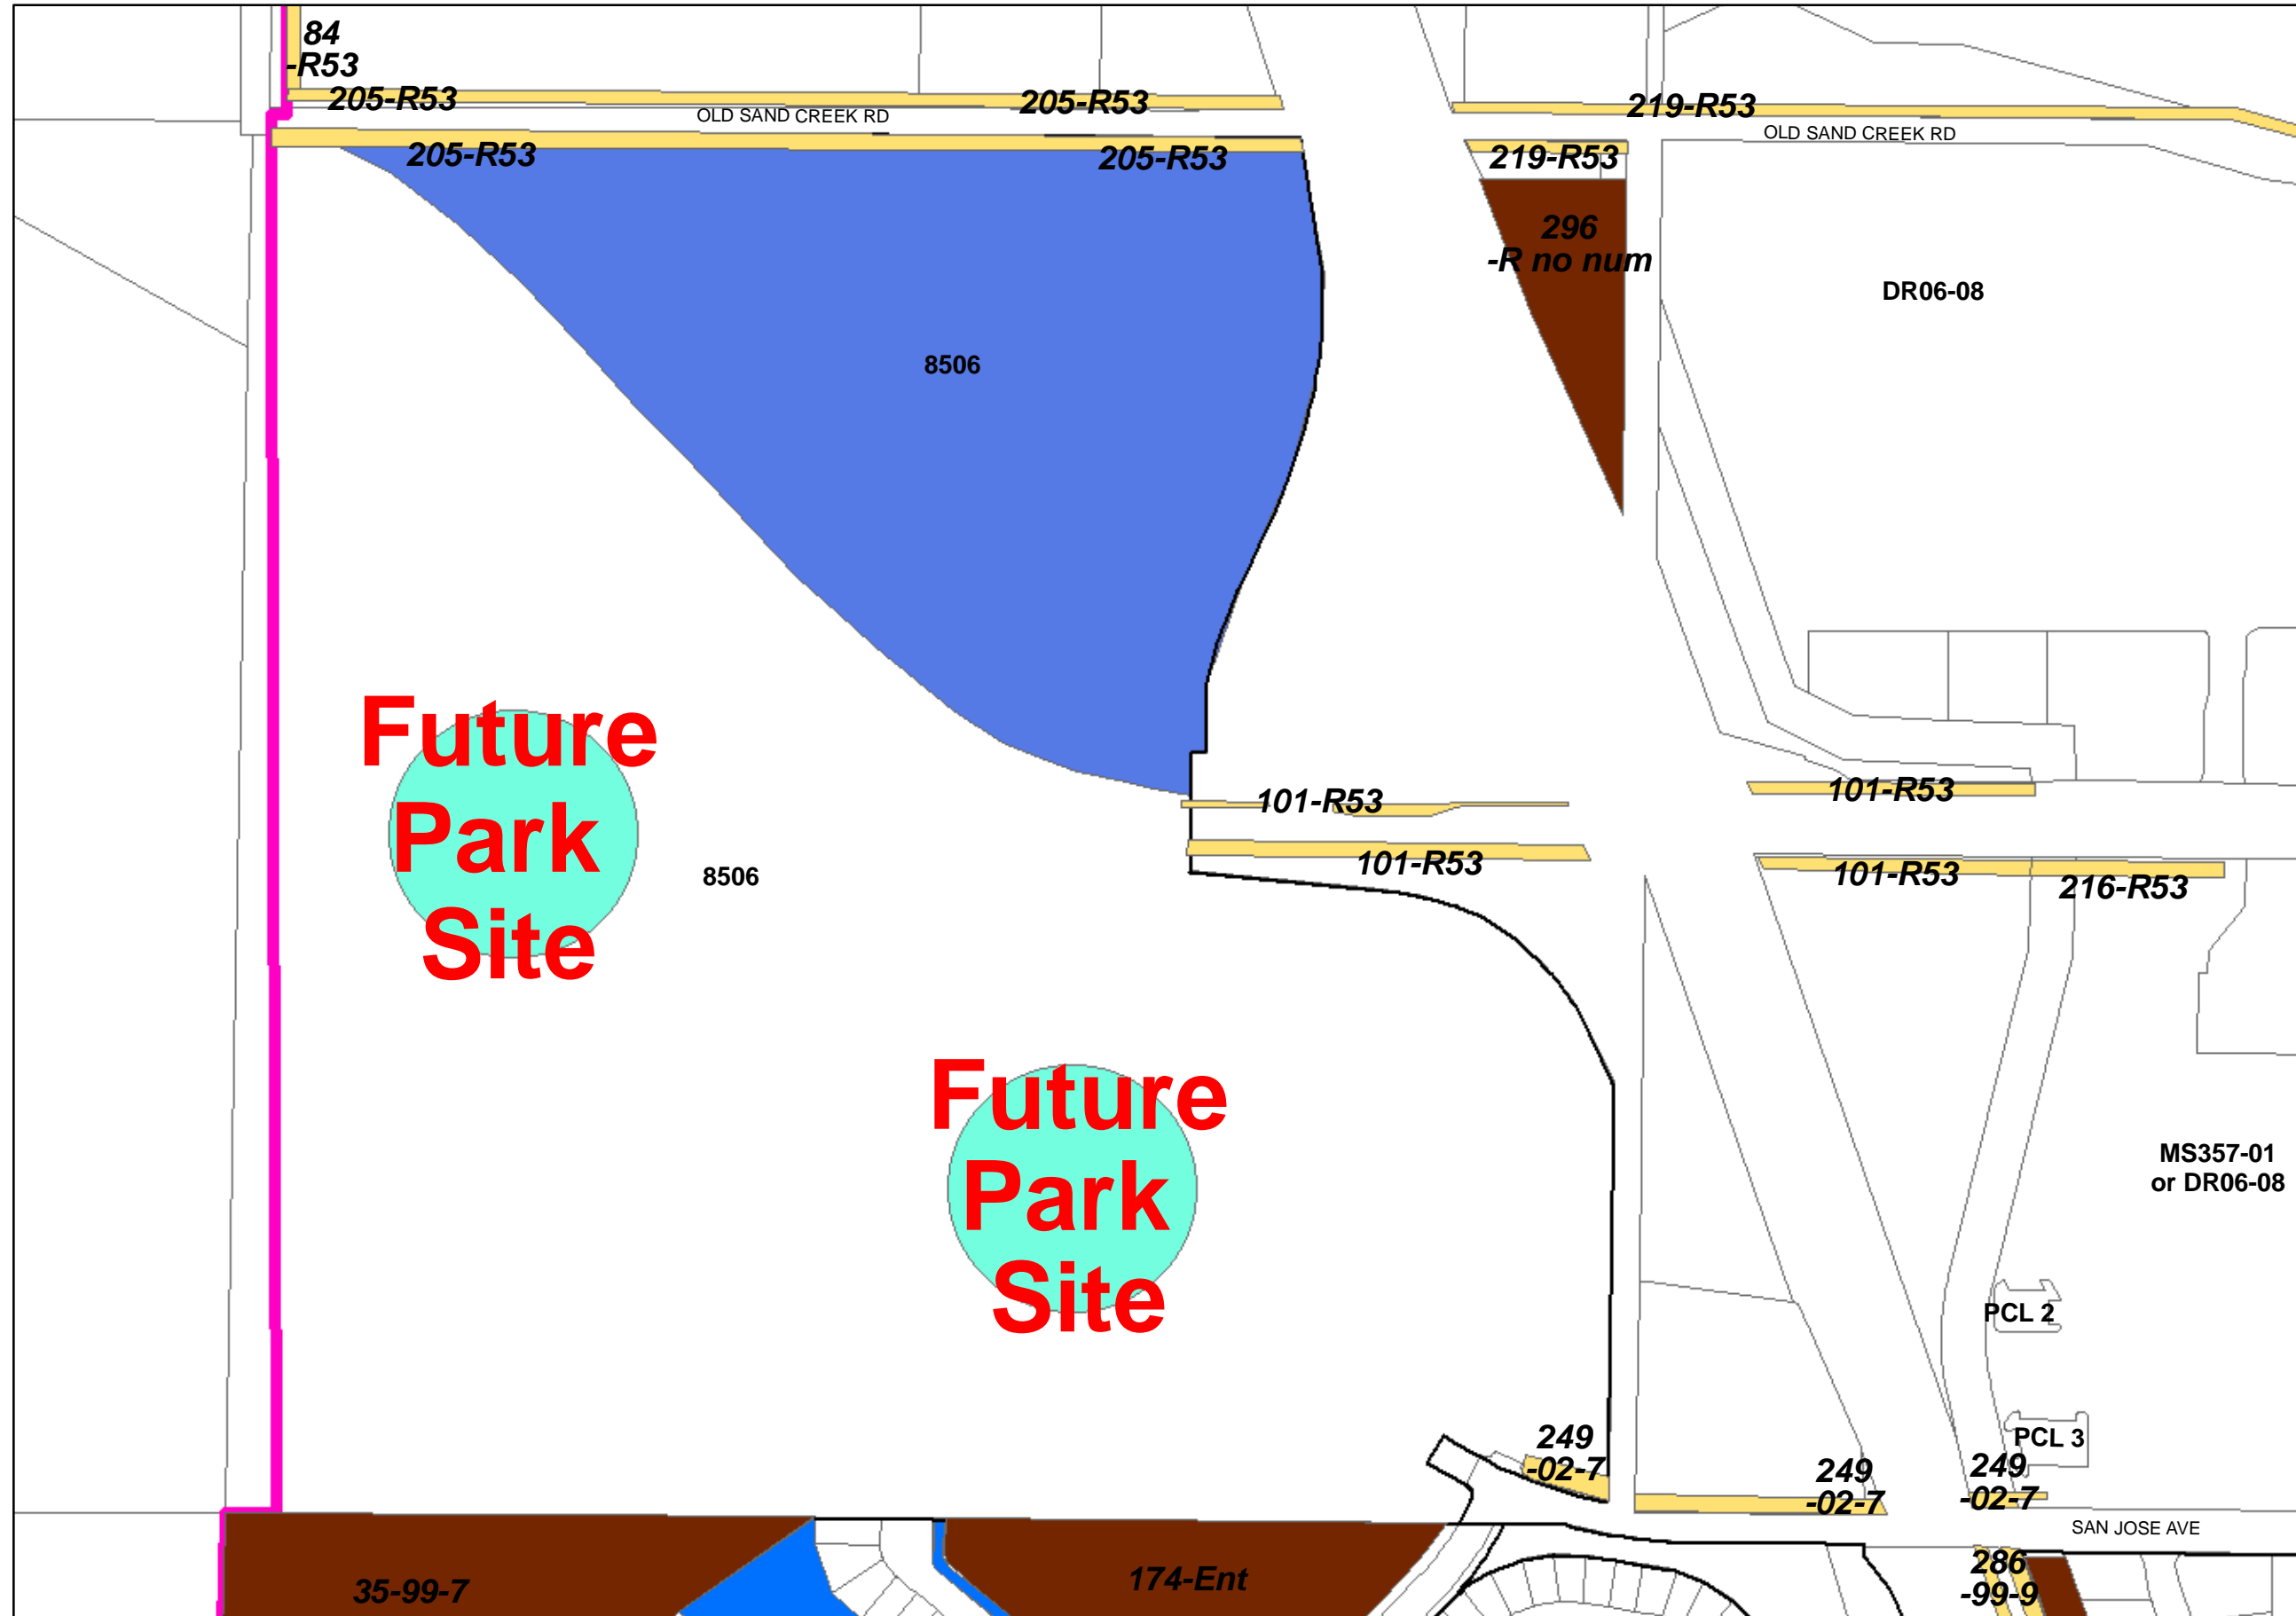 84
-R53
205-R53
205-R53
OLD SAND CREEK RD
219-R53
OLD SAND CREEK RD
205-R53
205-R53
219-R53
296
-R no num
DR06-08
8506
Future
Park
Site
8506
101-R53
101-R53
101-R53
101-R53
216-R53
Future
Park
Site
MS357-01
or DR06-08
PCL 2
PCL 3
249
-02-7
249
-02-7
249
-02-7
SAN JOSE AVE
35-99-7
174-Ent
286
-99-9